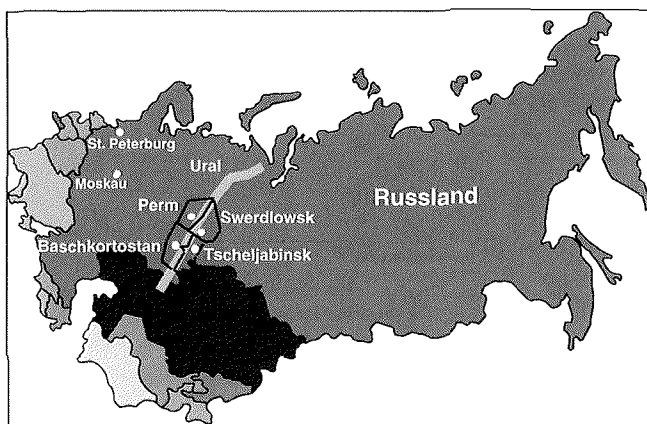 St. Peterburg
Ural
Moskau
Russland
Perm
Swerdlowsk
Baschkortostan
Tscheljabinsk